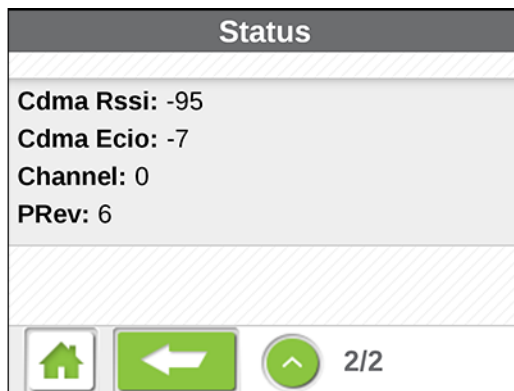 Status
Cdma Rssi: -95
Cdma Ecio: -7
Channel: 0
PRev: 6
2/2